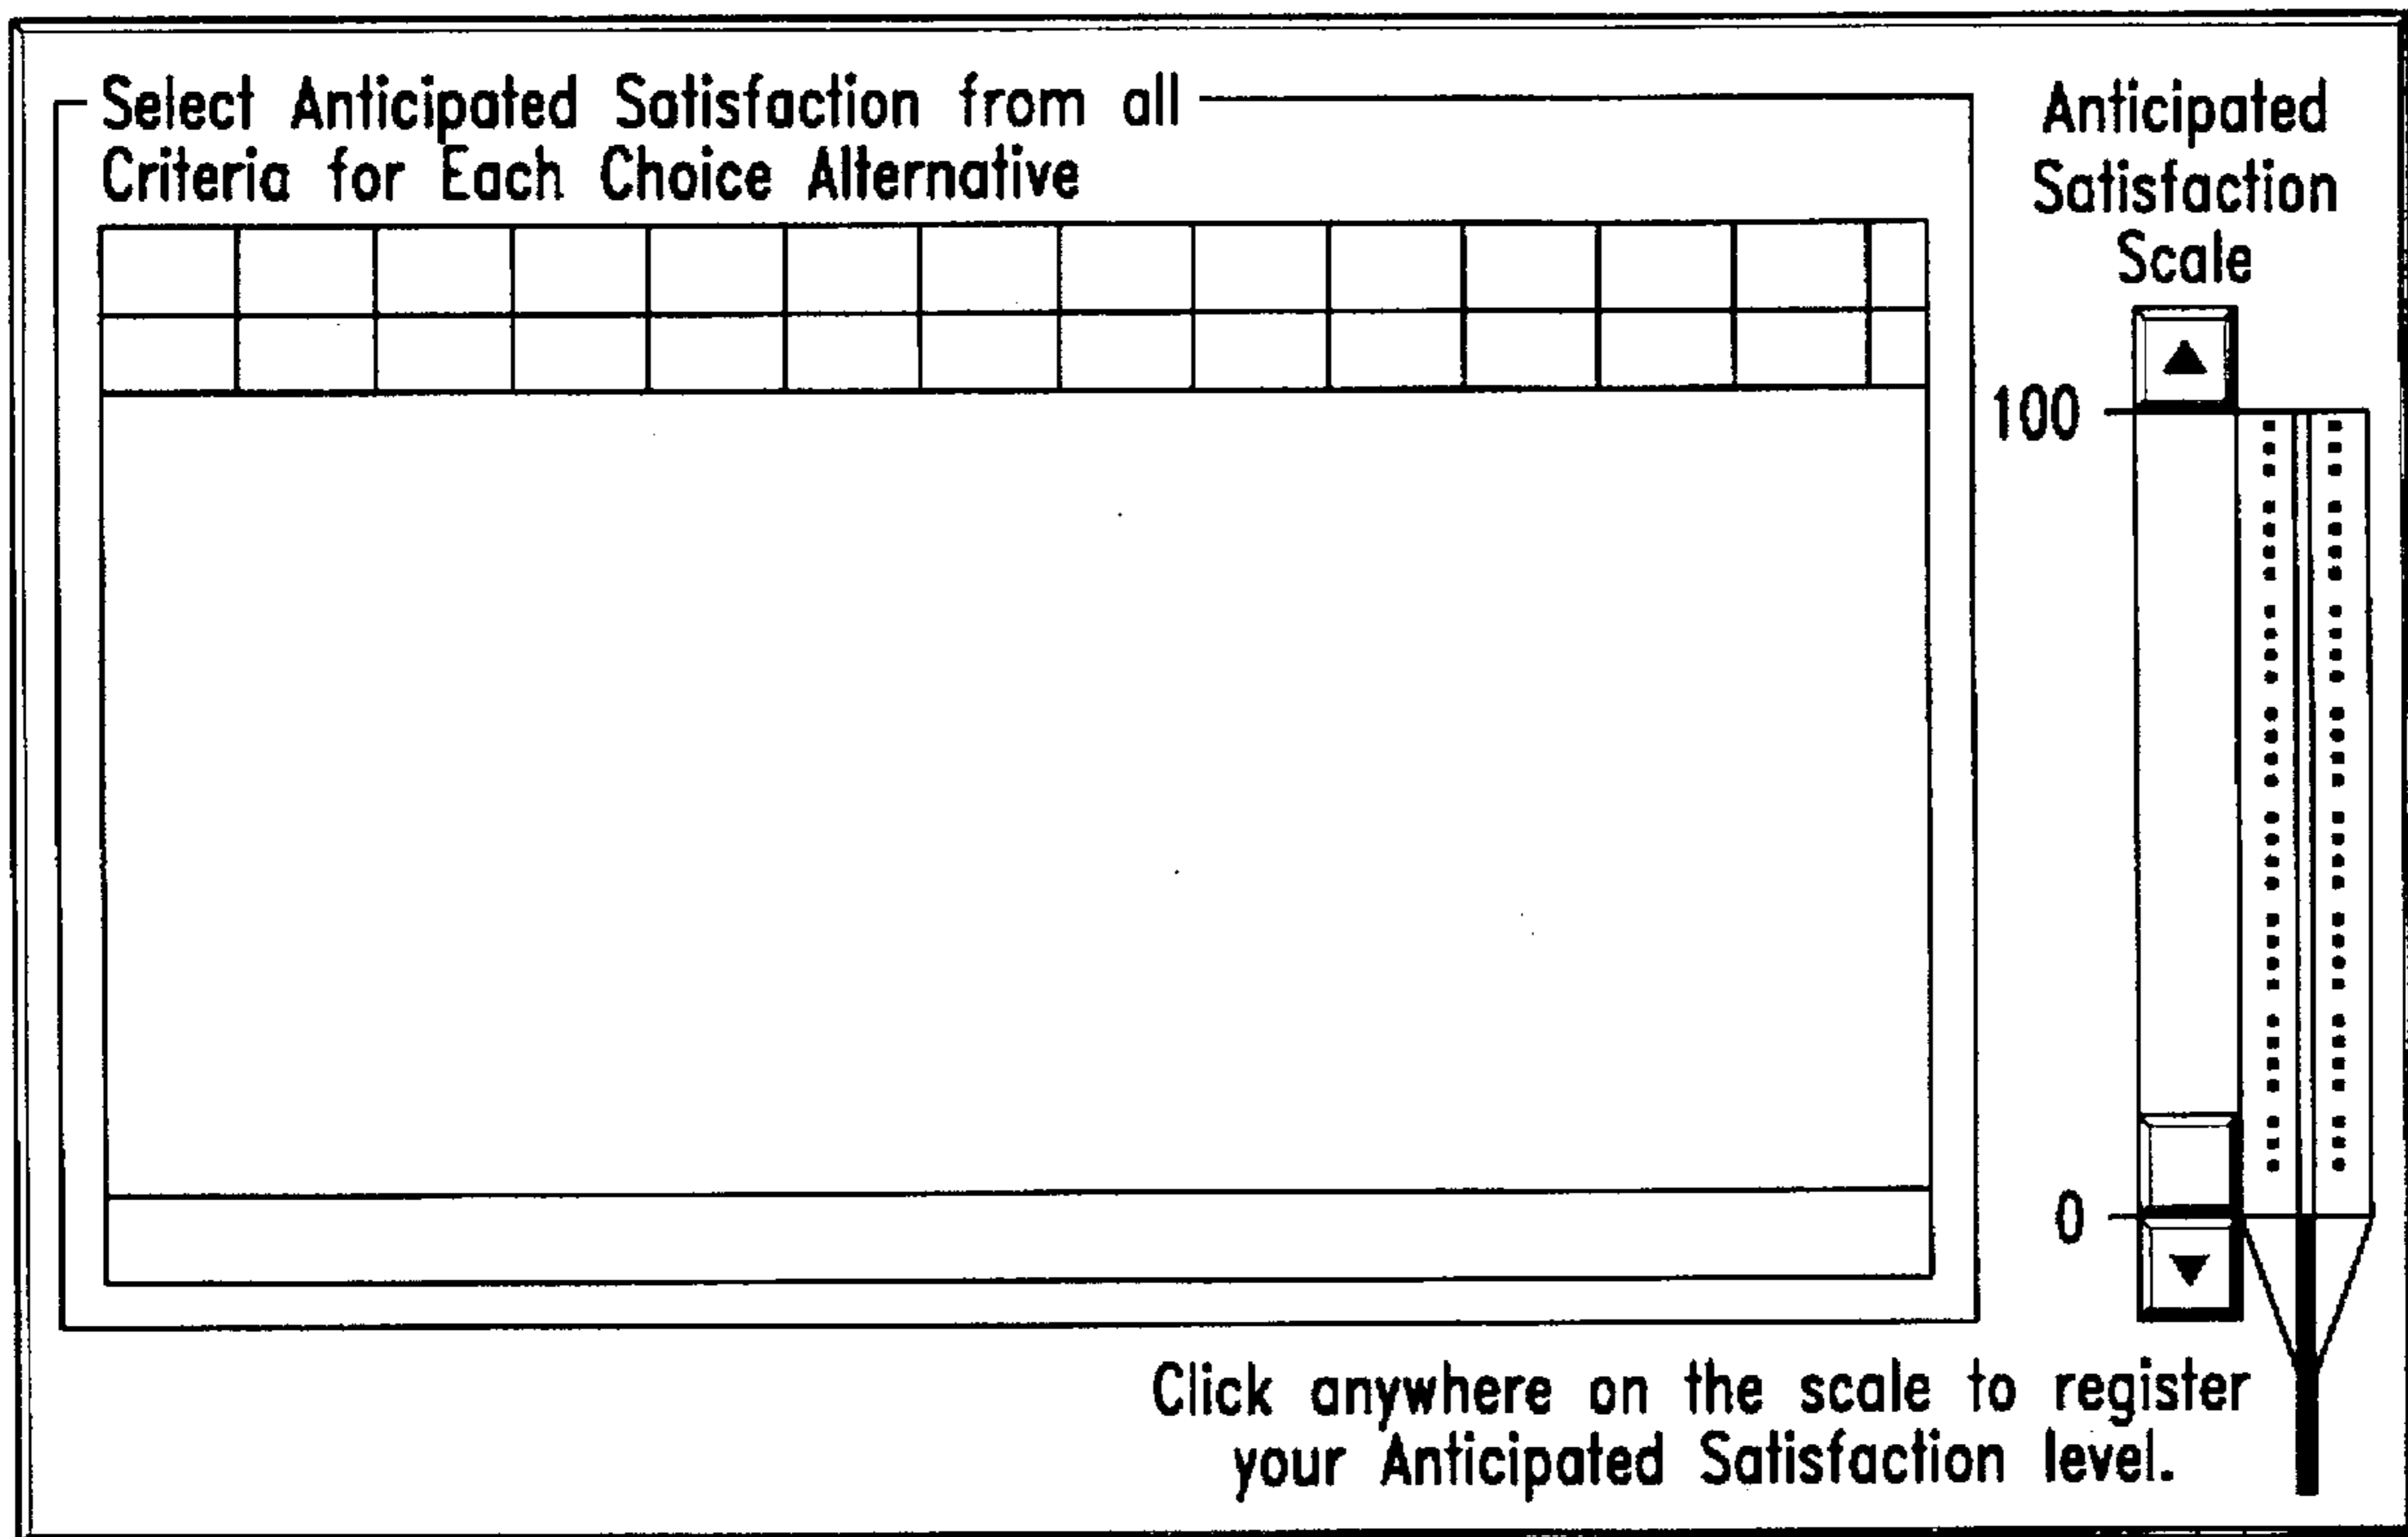 Select Anticipated Satisfaction from all
Criteria for Each Choice Alternative
Anticipated
Satisfaction
Scale
100
0
Click anywhere on the scale to register
your Anticipated Satisfaction level.